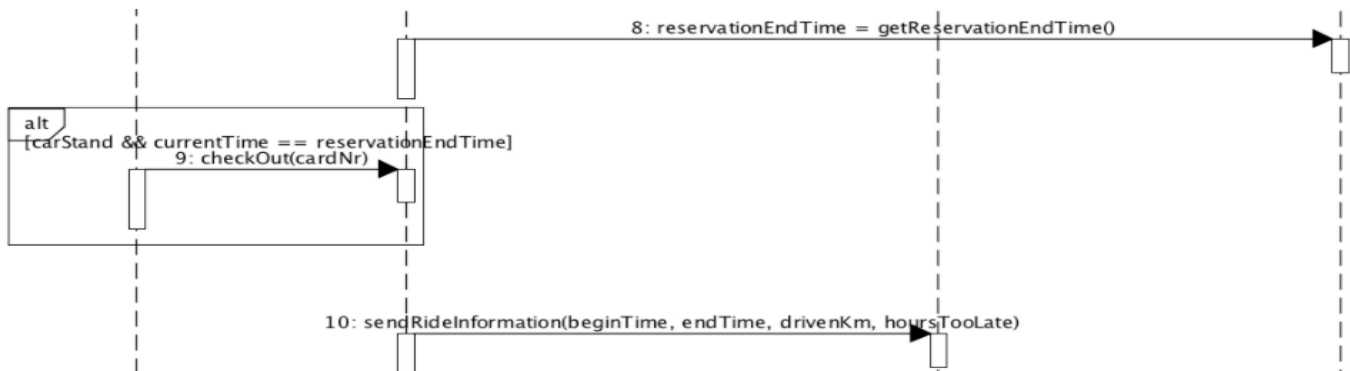 8: reservationEndTime = getReservationEndTime()
alt
[carStand && currentTime == reservationEndTime]
9: checkOut(cardNr)
10: sendRideInformation(beginTime, endTime, drivenKm, hoursTooLate)